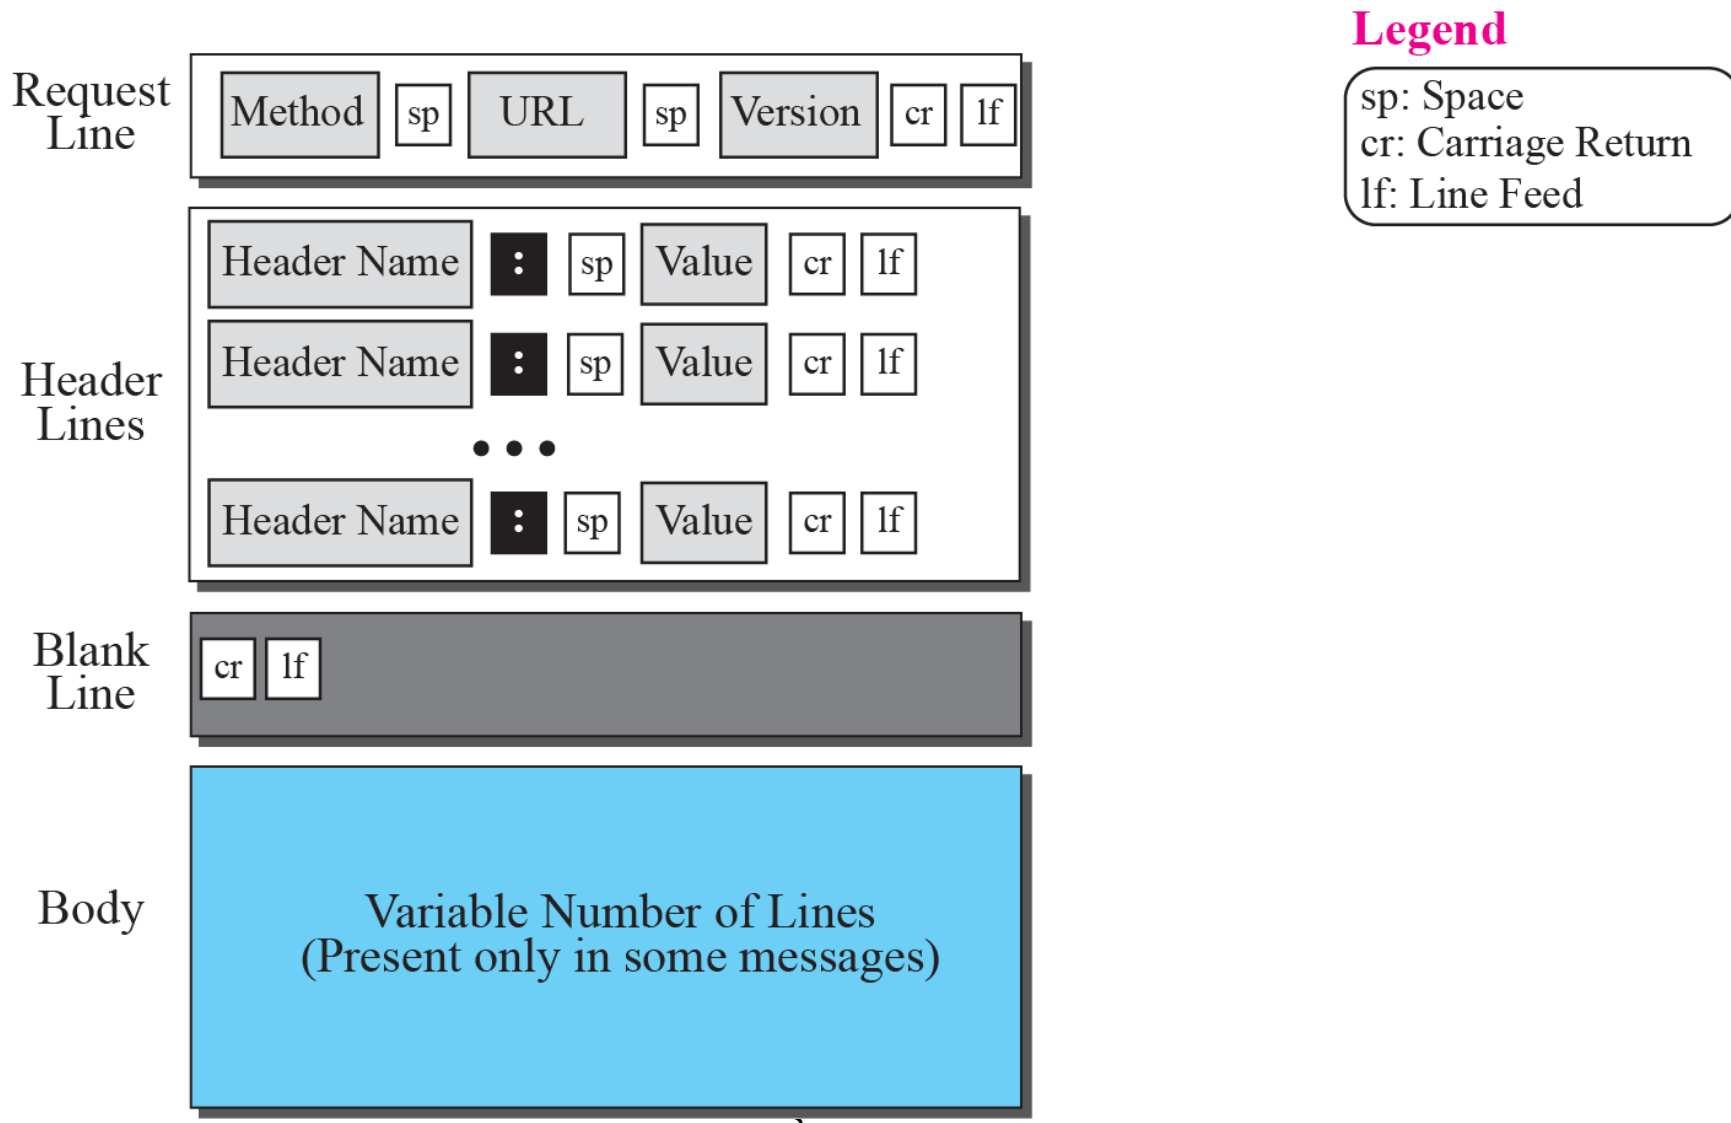 Legend
sp: Space
cr: Carriage Return
lf: Line Feed
Request
Line
Method sp URL sp Version cr lf
Header
Lines
Header Name : sp Value cr lf
Header Name : sp Value cr lf
• • •
Header Name : sp Value cr lf
Blank
Line
cr lf
Body
Variable Number of Lines
(Present only in some messages)